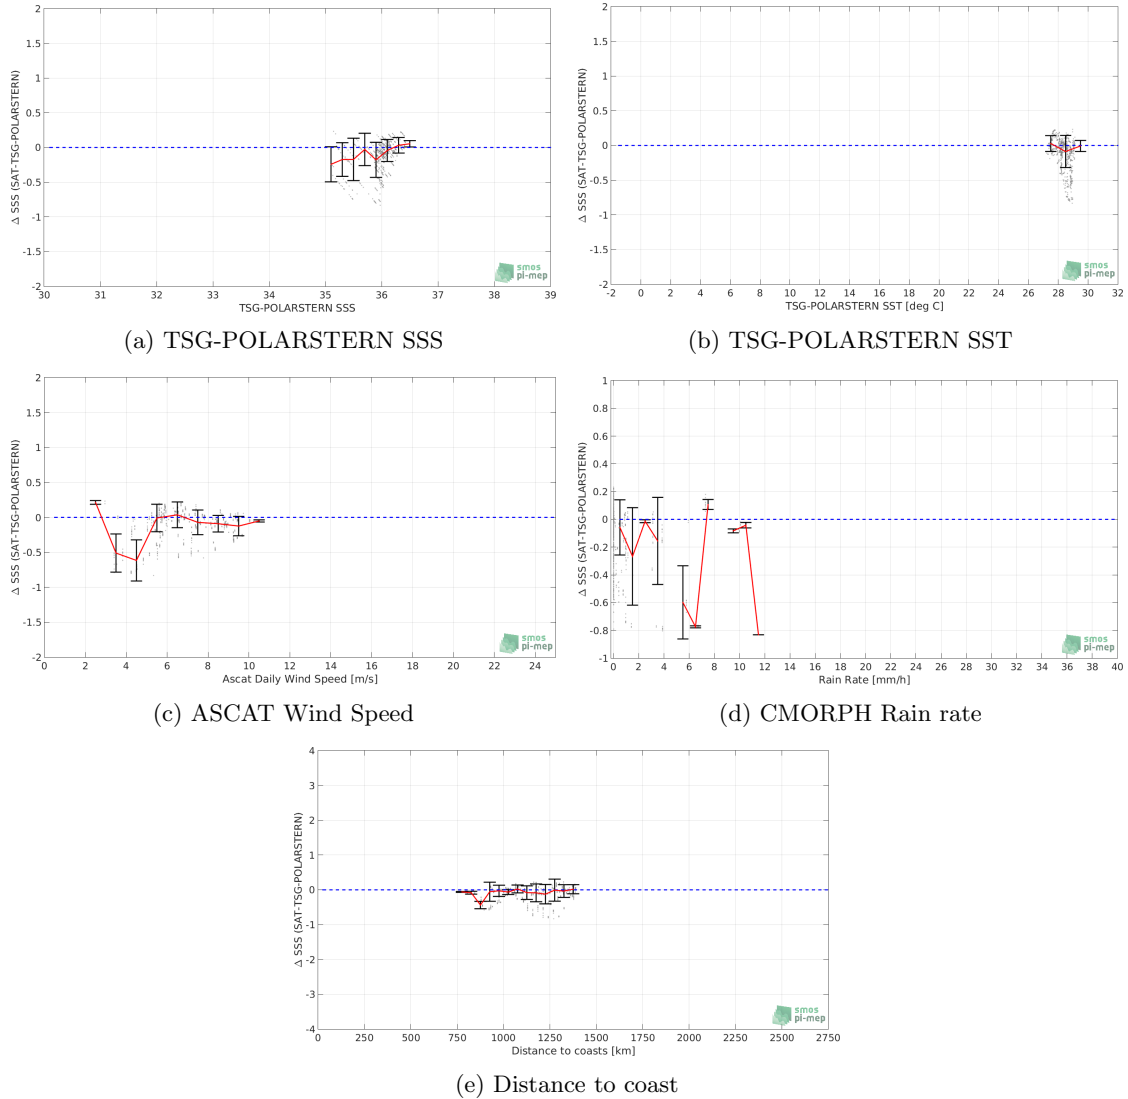 2
1.5
1
0.5
0
-0.5
-1
-1.5
-2
Δ SSS (SAT-TSG-POLARSTERN)
30 31 32 33 34 35 36 37 38 39
TSG-POLARSTERN SSS
smos
pi-mep
(a) TSG-POLARSTERN SSS
2
1.5
1
0.5
0
-0.5
-1
-1.5
-2
Δ SSS (SAT-TSG-POLARSTERN)
-2 0 2 4 6 8 10 12 14 16 18 20 22 24 26 28 30 32
TSG-POLARSTERN SST [deg C]
smos
pi-mep
(b) TSG-POLARSTERN SST
2
1.5
1
0.5
0
-0.5
-1
-1.5
-2
Δ SSS (SAT-TSG-POLARSTERN)
0 2 4 6 8 10 12 14 16 18 20 22 24
Ascat Daily Wind Speed [m/s]
smos
pi-mep
(c) ASCAT Wind Speed
1
0.8
0.6
0.4
0.2
0
-0.2
-0.4
-0.6
-0.8
-1
Δ SSS (SAT-TSG-POLARSTERN)
0 2 4 6 8 10 12 14 16 18 20 22 24 26 28 30 32 34 36 38 40
Rain Rate [mm/h]
smos
pi-mep
(d) CMORPH Rain rate
4
3
2
1
0
-1
-2
-3
-4
Δ SSS (SAT-TSG-POLARSTERN)
0 250 500 750 1000 1250 1500 1750 2000 2250 2500 2750
Distance to coasts [km]
smos
pi-mep
(e) Distance to coast